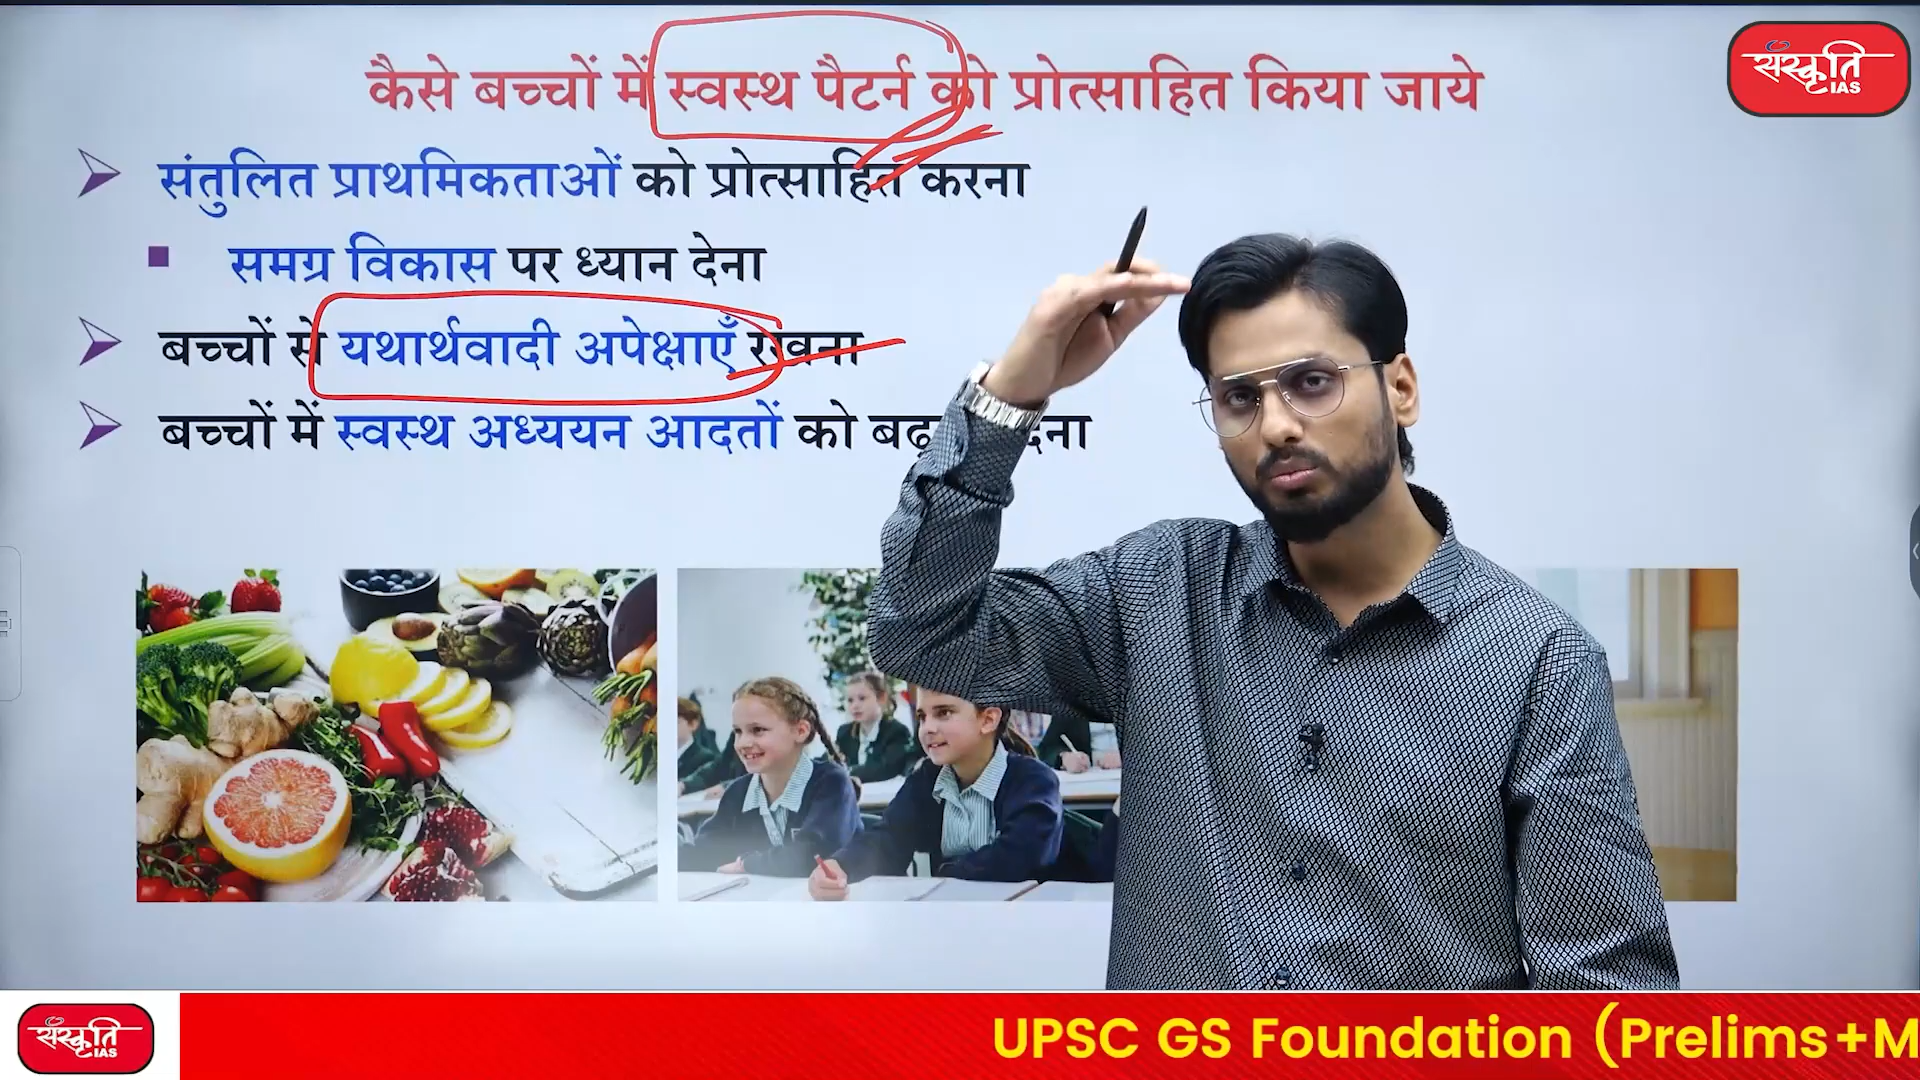 कैसे बच्चों में स्वस्थ पैटर्न को प्रोत्साहित किया जाये
संस्कृति
IAS
संतुलित प्राथमिकताओं को प्रोत्साहित करना
समग्र विकास पर ध्यान देना
बच्चों से यथार्थवादी अपेक्षाएँ रखना
बच्चों में स्वस्थ अध्ययन आदतों को
संस्कृति
IAS
UPSC GS Foundation (Prelims+M